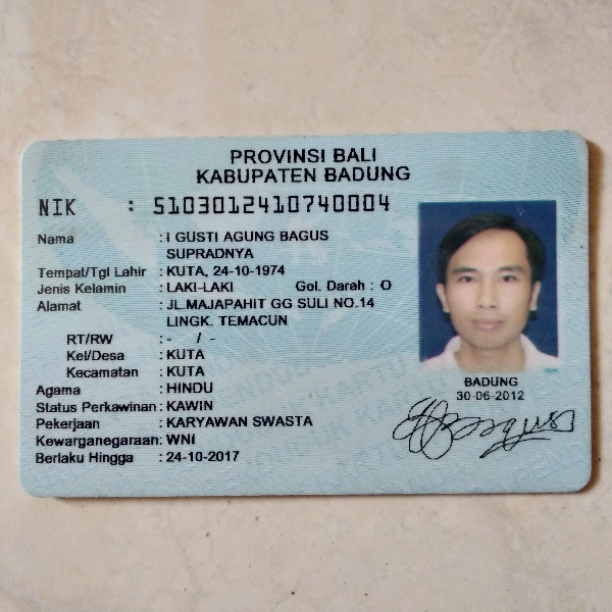 PROVINSI BALI
KABUPATEN BADUNG
NIK : 5103012410740004
Nama : I GUSTI AGUNG BAGUS
SUPRADNYA
Tempat/Tgl Lahir : KUTA, 24-10-1974
Jenis Kelamin : LAKI-LAKI Gol. Darah : O
Alamat : JL.MAJAPAHIT GG SULI NO.14
LINGK. TEMACUN
RT/RW : - / -
Kel/Desa : KUTA
Kecamatan : KUTA
Agama : HINDU
Status Perkawinan : KAWIN
Pekerjaan : KARYAWAN SWASTA
Kewarganegaraan: WNI
Berlaku Hingga : 24-10-2017
BADUNG
30-06-2012